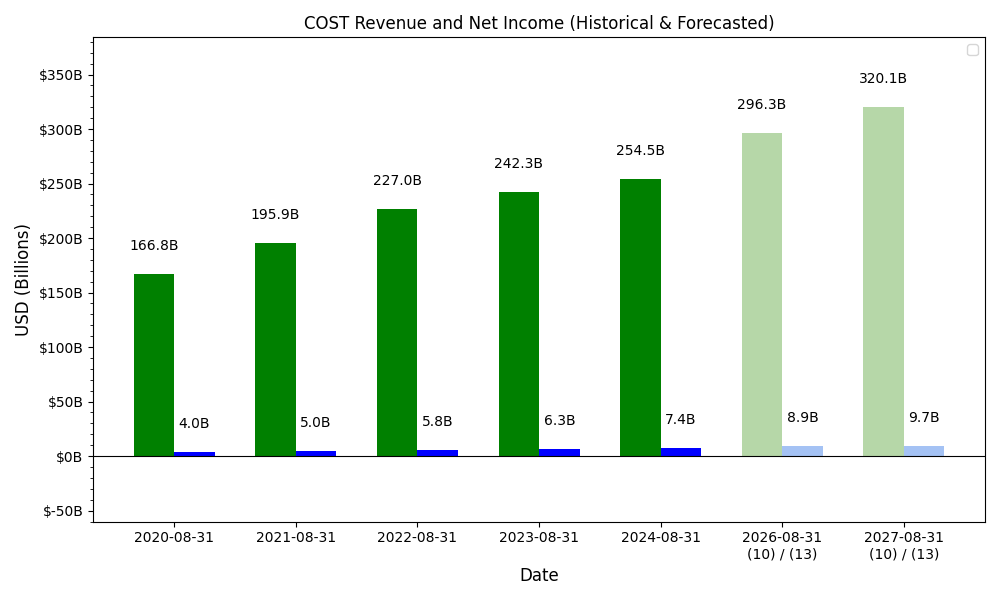 COST Revenue and Net Income (Historical & Forecasted)
USD (Billions)
$350B
$300B
$250B
$200B
$150B
$100B
$50B
$0B
$-50B
166.8B
4.0B
195.9B
5.0B
227.0B
5.8B
242.3B
6.3B
254.5B
7.4B
296.3B
8.9B
320.1B
9.7B
2020-08-31
2021-08-31
2022-08-31
2023-08-31
2024-08-31
2026-08-31
(10) / (13)
2027-08-31
(10) / (13)
Date